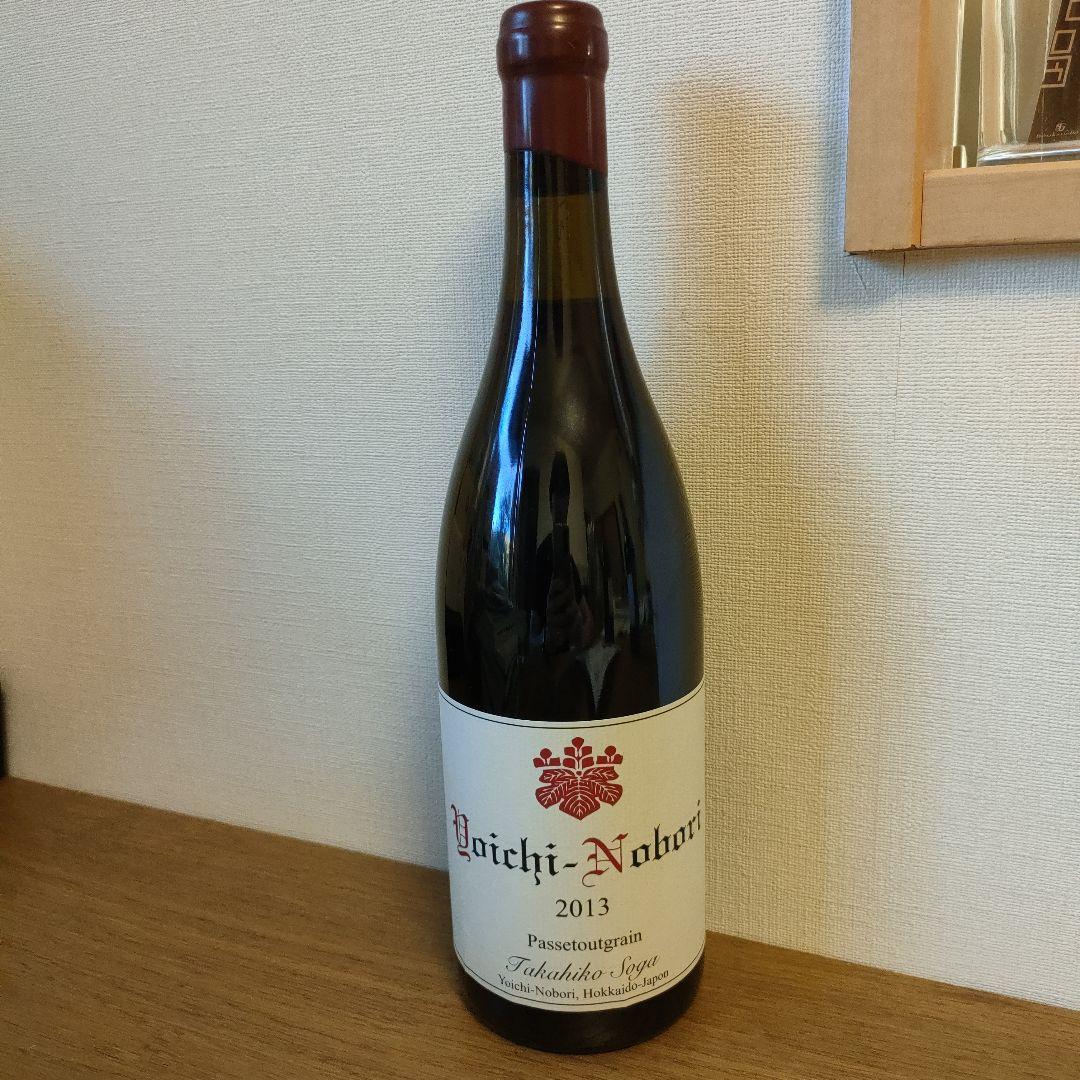 Yoichi-Nobori
2013
Passetoutgrain
Takahiko Soga
Yoichi-Nobori, Hokkaido-Japon